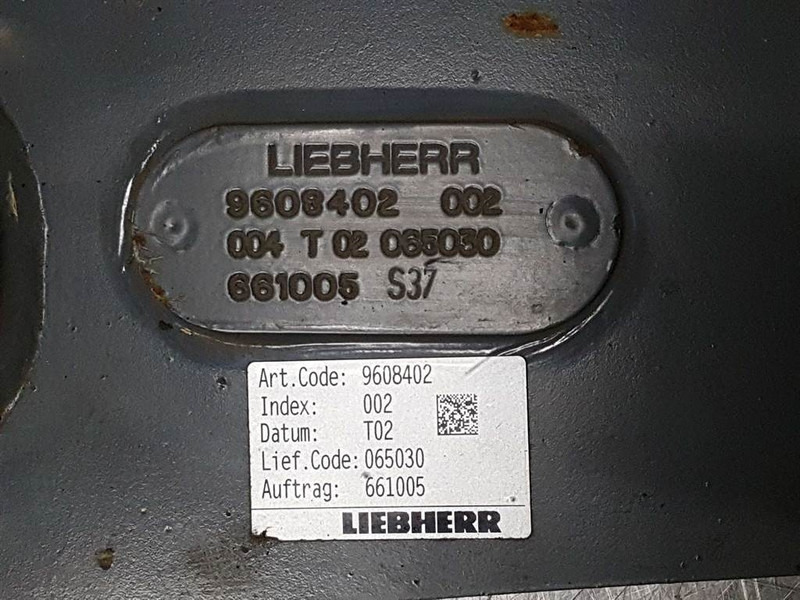 LIEBHERR
9608402 002
004 T 02 065030
661005 S37
Art.Code: 9608402
Index: 002
Datum: T02
Lief.Code: 065030
Auftrag: 661005
LIEBHERR